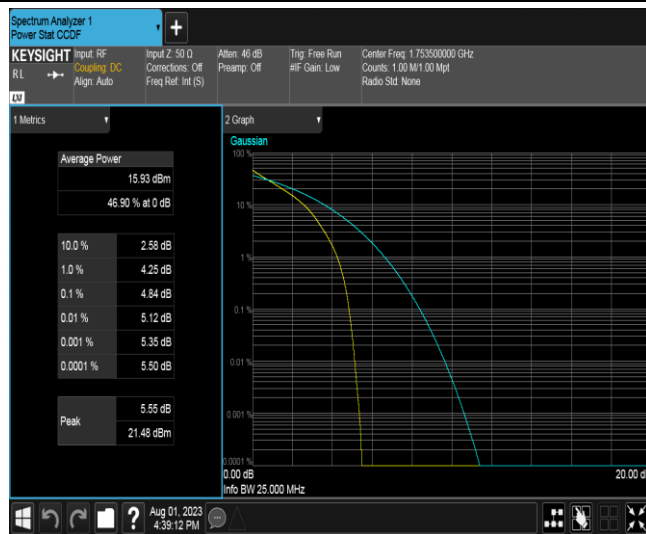 Spectrum Analyzer 1
Power Stat CCDF
+
KEYSIGHT
RL
LXI
Input: RF
Coupling: DC
Align: Auto
Input Z: 50 Ω
Corrections: Off
Freq Ref: Int (S)
Atten: 46 dB
Preamp: Off
Trig: Free Run
#IF Gain: Low
Center Freq: 1.753500000 GHz
Counts: 1.00 M/1.00 Mpt
Radio Std: None
1 Metrics
Average Power
15.93 dBm
46.90 % at 0 dB
10.0 % 2.58 dB
1.0 % 4.25 dB
0.1 % 4.84 dB
0.01 % 5.12 dB
0.001 % 5.35 dB
0.0001 % 5.50 dB
Peak
5.55 dB
21.48 dBm
2 Graph
Gaussian
100 %
10 %
1 %
0.1 %
0.01 %
0.001 %
0.0001 %
0.00 dB
20.00 d
Info BW 25.000 MHz
?
Aug 01, 2023
4:39:12 PM